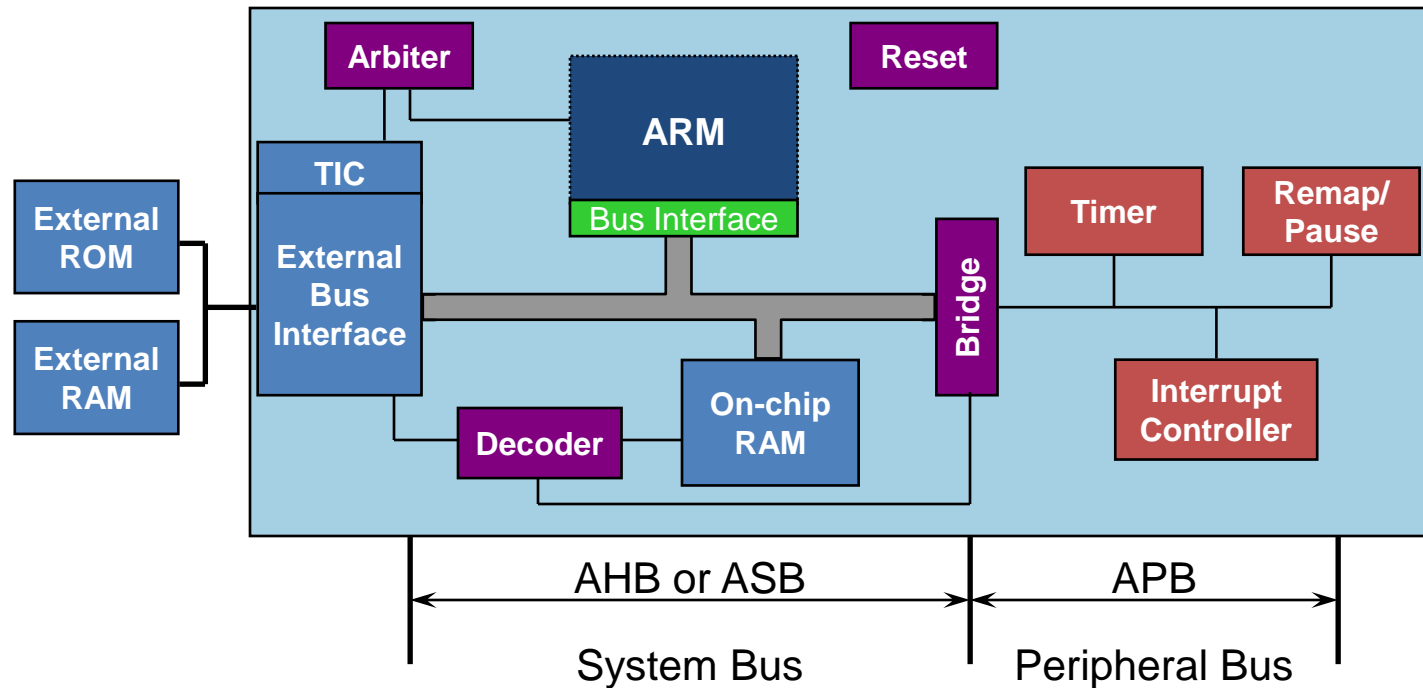 Arbiter
Reset
ARM
TIC
Bus Interface
External
ROM
External
RAM
External
Bus
Interface
Bridge
Timer
Remap/
Pause
Interrupt
Controller
On-chip
RAM
Decoder
AHB or ASB
APB
System Bus
Peripheral Bus